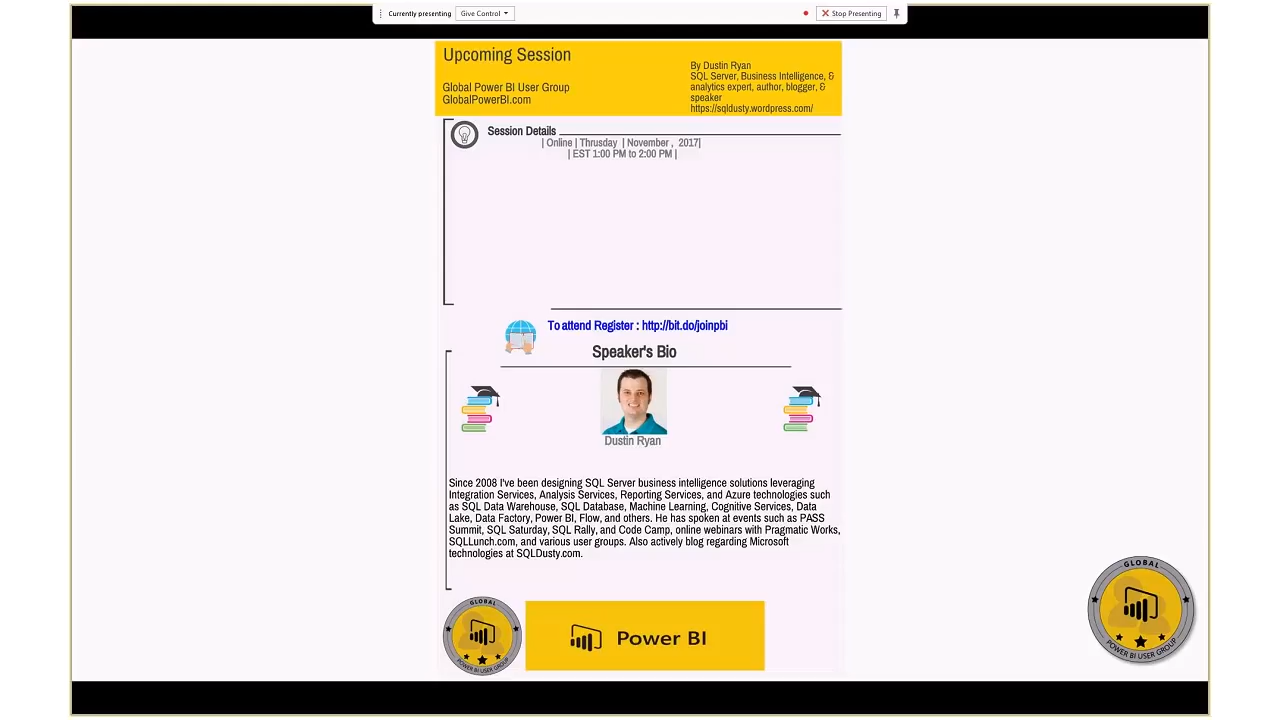 Currently presenting Give Control Stop Presenting
Upcoming Session
Global Power BI User Group
GlobalPowerBI.com
By Dustin Ryan
SQL Server, Business Intelligence, &
analytics expert, author, blogger, &
speaker
https://sqldusty.wordpress.com/
Session Details
| Online | Thrusday | November , 2017|
| EST 1:00 PM to 2:00 PM |
To attend Register : http://bit.do/joinpbi
Speaker's Bio
Dustin Ryan
Since 2008 I've been designing SQL Server business intelligence solutions leveraging
Integration Services, Analysis Services, Reporting Services, and Azure technologies such
as SQL Data Warehouse, SQL Database, Machine Learning, Cognitive Services, Data
Lake, Data Factory, Power BI, Flow, and others. He has spoken at events such as PASS
Summit, SQL Saturday, SQL Rally, and Code Camp, online webinars with Pragmatic Works,
SQLLunch.com, and various user groups. Also actively blog regarding Microsoft
technologies at SQLDusty.com.
GLOBAL
POWER BI USER GROUP
Power BI
GLOBAL
POWER BI USER GROUP